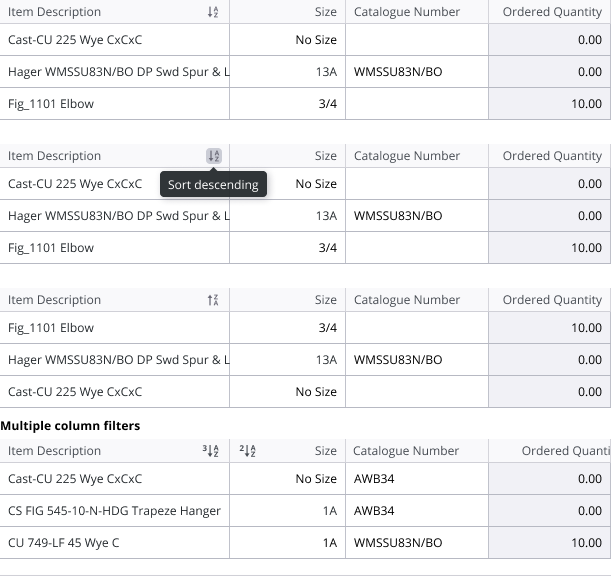 Item Description Size Catalogue Number Ordered Quantity
Cast-CU 225 Wye CxCxC No Size 0.00
Hager WMSSU83N/BO DP Swd Spur & L 13A WMSSU83N/BO 0.00
Fig_1101 Elbow 3/4 10.00
Item Description Size Catalogue Number Ordered Quantity
Sort descending
Cast-CU 225 Wye CxCxC No Size 0.00
Hager WMSSU83N/BO DP Swd Spur & L 13A WMSSU83N/BO 0.00
Fig_1101 Elbow 3/4 10.00
Item Description Size Catalogue Number Ordered Quantity
Fig_1101 Elbow 3/4 10.00
Hager WMSSU83N/BO DP Swd Spur & L 13A WMSSU83N/BO 0.00
Cast-CU 225 Wye CxCxC No Size 0.00
Multiple column filters
Item Description 3 2 Size Catalogue Number Ordered Quanti
Cast-CU 225 Wye CxCxC No Size AWB34 0.00
CS FIG 545-10-N-HDG Trapeze Hanger 1A AWB34 0.00
CU 749-LF 45 Wye C 1A WMSSU83N/BO 10.00